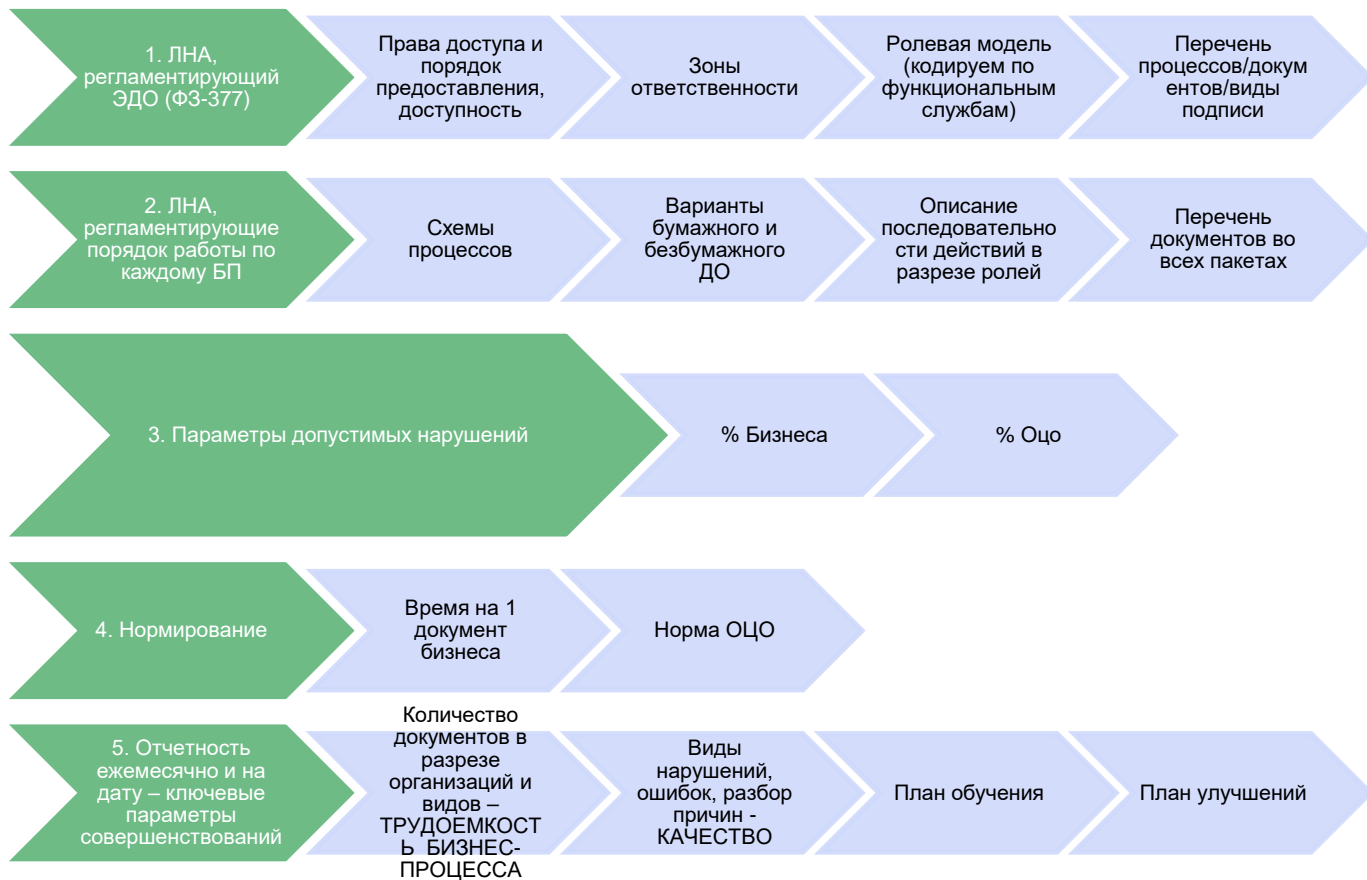 1. ЛНА,
регламентирующий
ЭДО (ФЗ-377)
Права доступа и
порядок
предоставления,
доступность
Зоны
ответственности
Ролевая модель
(кодируем по
функциональным
службам)
Перечень
процессов/докум
ентов/виды
подписи
2. ЛНА,
регламентирующие
порядок работы по
каждому БП
Схемы
процессов
Варианты
бумажного и
безбумажного
ДО
Описание
последовательно
сти действий в
разрезе ролей
Перечень
документов во
всех пакетах
3. Параметры допустимых нарушений
% Бизнеса
% Оцо
4. Нормирование
Время на 1
документ
бизнеса
Норма ОЦО
5. Отчетность
ежемесячно и на
дату – ключевые
параметры
совершенствований
Количество
документов в
разрезе
организаций и
видов –
ТРУДОЕМКОСТ
Ь БИЗНЕС-
ПРОЦЕССА
Виды
нарушений,
ошибок, разбор
причин -
КАЧЕСТВО
План обучения
План улучшений